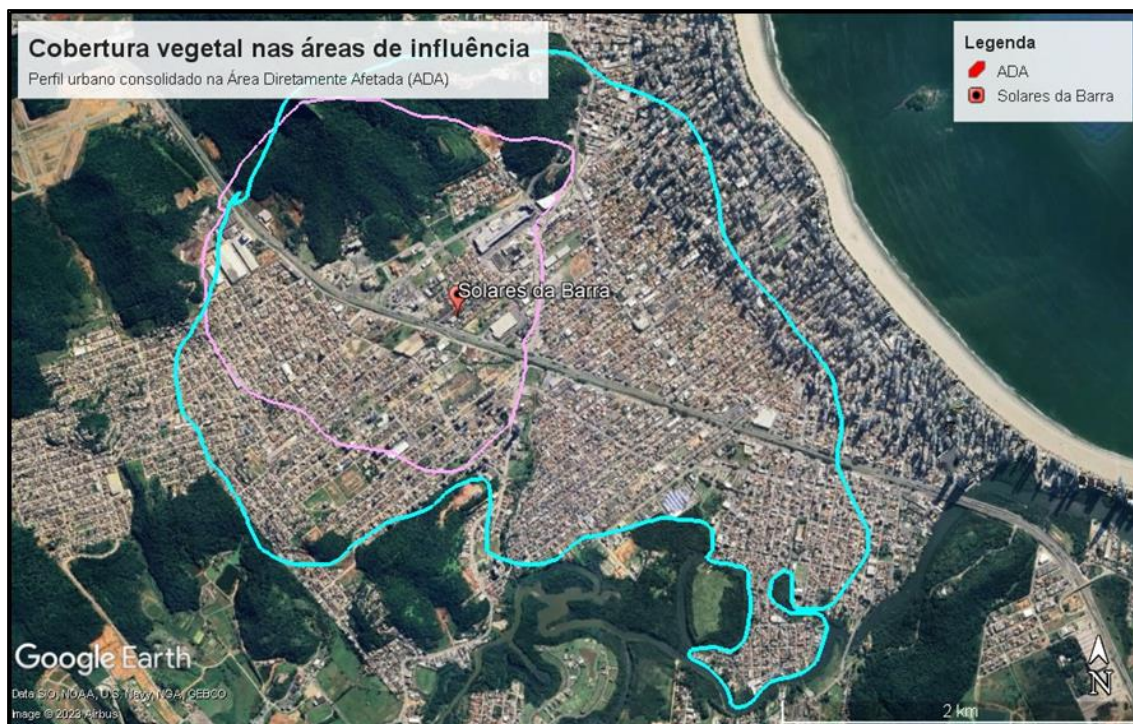 Cobertura vegetal nas áreas de influência
Perfil urbano consolidado na Área Diretamente Afetada (ADA)
Legenda
ADA
Solares da Barra
Solares da Barra
Google Earth
Data SIO, NOAA, U.S. Navy, NGA, GEBCO
Image © 2023 Airbus
2 km
N